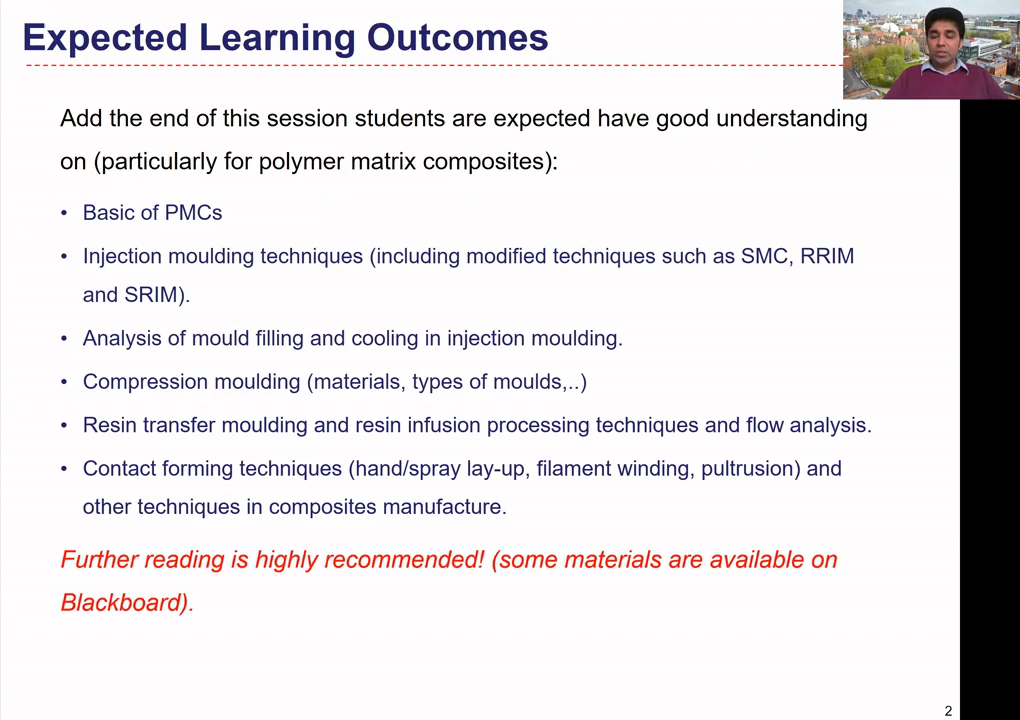 Expected Learning Outcomes
Add the end of this session students are expected have good understanding
on (particularly for polymer matrix composites):
• Basic of PMCs
• Injection moulding techniques (including modified techniques such as SMC, RRIM
and SRIM).
• Analysis of mould filling and cooling in injection moulding.
• Compression moulding (materials, types of moulds,..)
• Resin transfer moulding and resin infusion processing techniques and flow analysis.
• Contact forming techniques (hand/spray lay-up, filament winding, pultrusion) and
other techniques in composites manufacture.
Further reading is highly recommended! (some materials are available on
Blackboard).
2